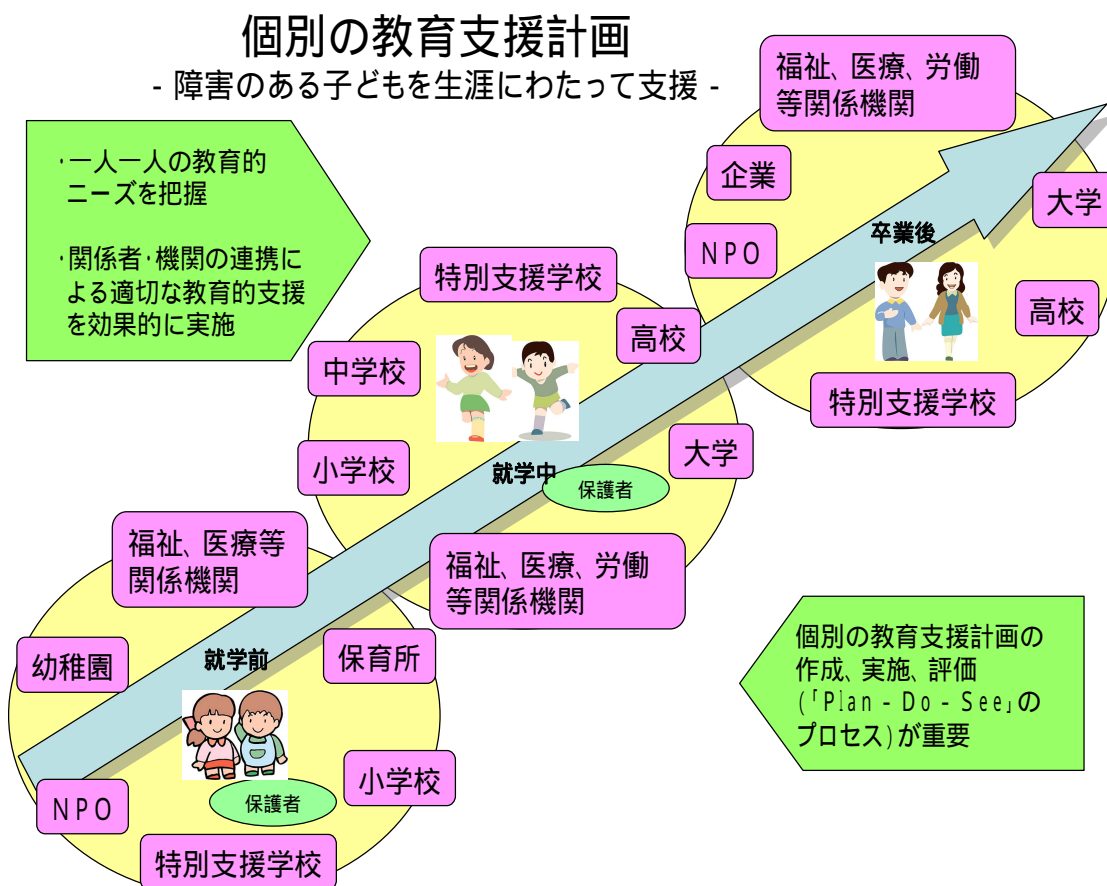 個別の教育支援計画
- 障害のある子どもを生涯にわたって支援 -
・一人一人の教育的
ニーズを把握
・関係者・機関の連携に
よる適切な教育的支援
を効果的に実施
福祉、医療、労働
等関係機関
企業
大学
NPO
卒業後
高校
特別支援学校
特別支援学校
高校
中学校
小学校
大学
就学中
保護者
福祉、医療、労働
等関係機関
福祉、医療等
関係機関
幼稚園
就学前
保育所
小学校
NPO
保護者
特別支援学校
個別の教育支援計画の
作成、実施、評価
(「Plan - Do - See」の
プロセス)が重要